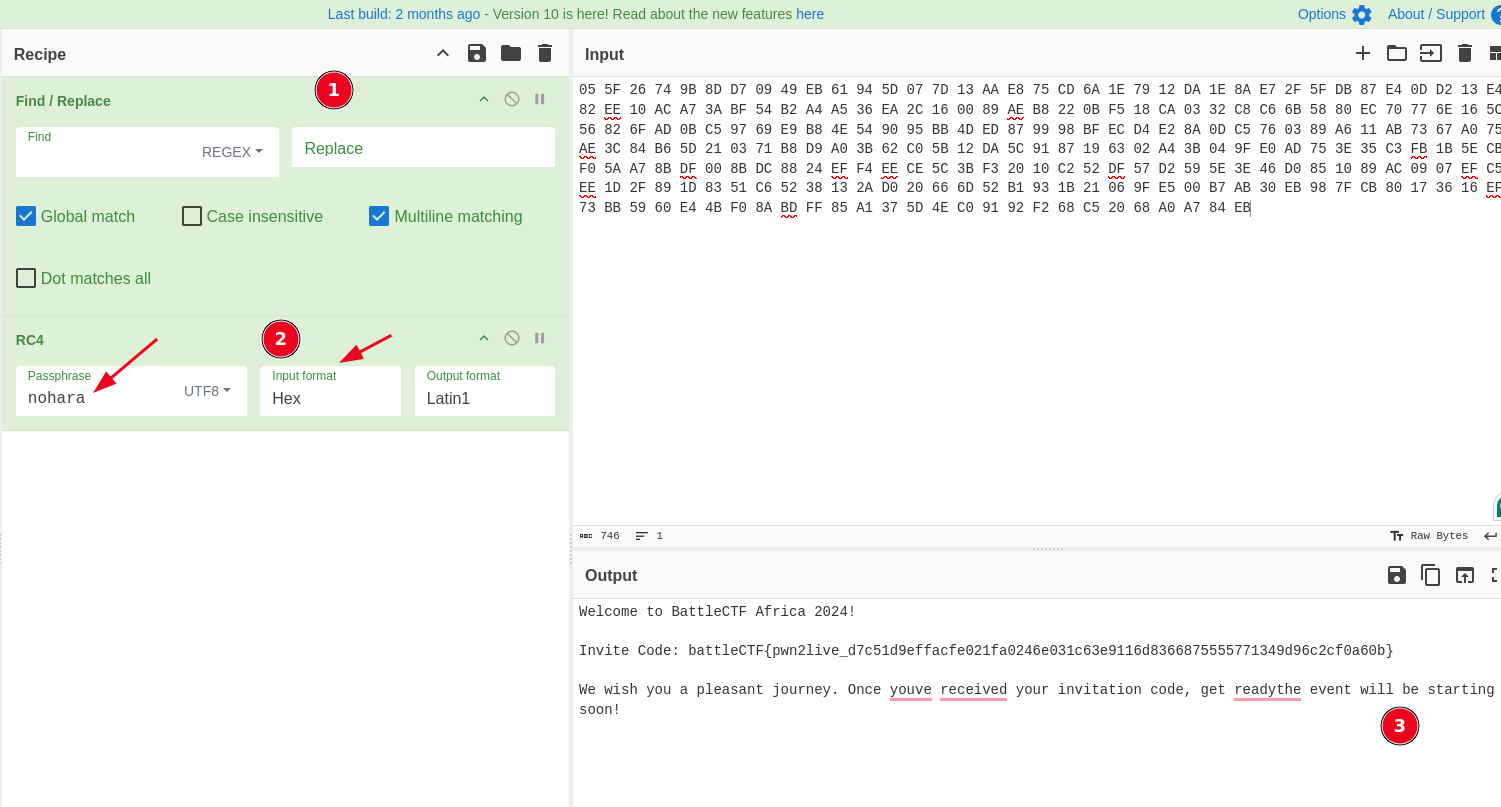 Last build: 2 months ago - Version 10 is here! Read about the new features here
Options
About / Support
Recipe
1
Find / Replace
Find
REGEX
Replace
Global match
Case insensitive
Multiline matching
Dot matches all
RC4
2
Passphrase
nohara
UTF8
Input format
Hex
Output format
Latin1
Input
05 5F 26 74 9B 8D D7 09 49 EB 61 94 5D 07 7D 13 AA E8 75 CD 6A 1E 79 12 DA 1E 8A E7 2F 5F DB 87 E4 0D D2 13 E4
82 EE 10 AC A7 3A BF 54 B2 A4 A5 36 EA 2C 16 00 89 AE B8 22 0B F5 18 CA 03 32 C8 C6 6B 58 80 EC 70 77 6E 16 5C
56 82 6F AD 0B C5 97 69 E9 B8 4E 54 90 95 BB 4D ED 87 99 98 BF EC D4 E2 8A 0D C5 76 03 89 A6 11 AB 73 67 A0 75
AE 3C 84 B6 5D 21 03 71 B8 D9 A0 3B 62 C0 5B 12 DA 5C 91 87 19 63 02 A4 3B 04 9F E0 AD 75 3E 35 C3 FB 1B 5E CB
F0 5A A7 8B DF 00 8B DC 88 24 EF F4 EE CE 5C 3B F3 20 10 C2 52 DF 57 D2 59 5E 3E 46 D0 85 10 89 AC 09 07 EF C5
EE 1D 2F 89 1D 83 51 C6 52 38 13 2A D0 20 66 6D 52 B1 93 1B 21 06 9F E5 00 B7 AB 30 EB 98 7F CB 80 17 36 16 EF
73 BB 59 60 E4 4B F0 8A BD FF 85 A1 37 5D 4E C0 91 92 F2 68 C5 20 68 A0 A7 84 EB
746
1
Raw Bytes
Output
Welcome to BattleCTF Africa 2024!
Invite Code: battleCTF{pwn2live_d7c51d9effacfe021fa0246e031c63e9116d8366875555771349d96c2cf0a60b}
We wish you a pleasant journey. Once youve received your invitation code, get readythe event will be starting
soon!
3